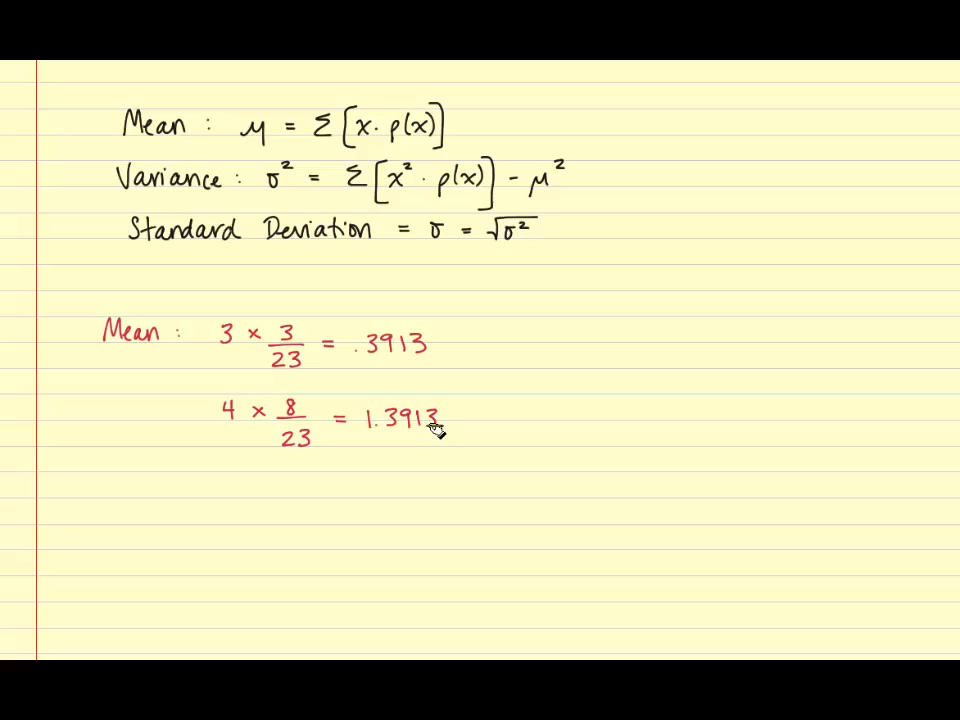 Mean : μ = Σ [x · p(x)]
Variance : σ² = Σ [x² · p(x)] - μ²
Standard Deviation = σ = √σ²
Mean : 3 × 3/23 = .3913
4 × 8/23 = 1.3913